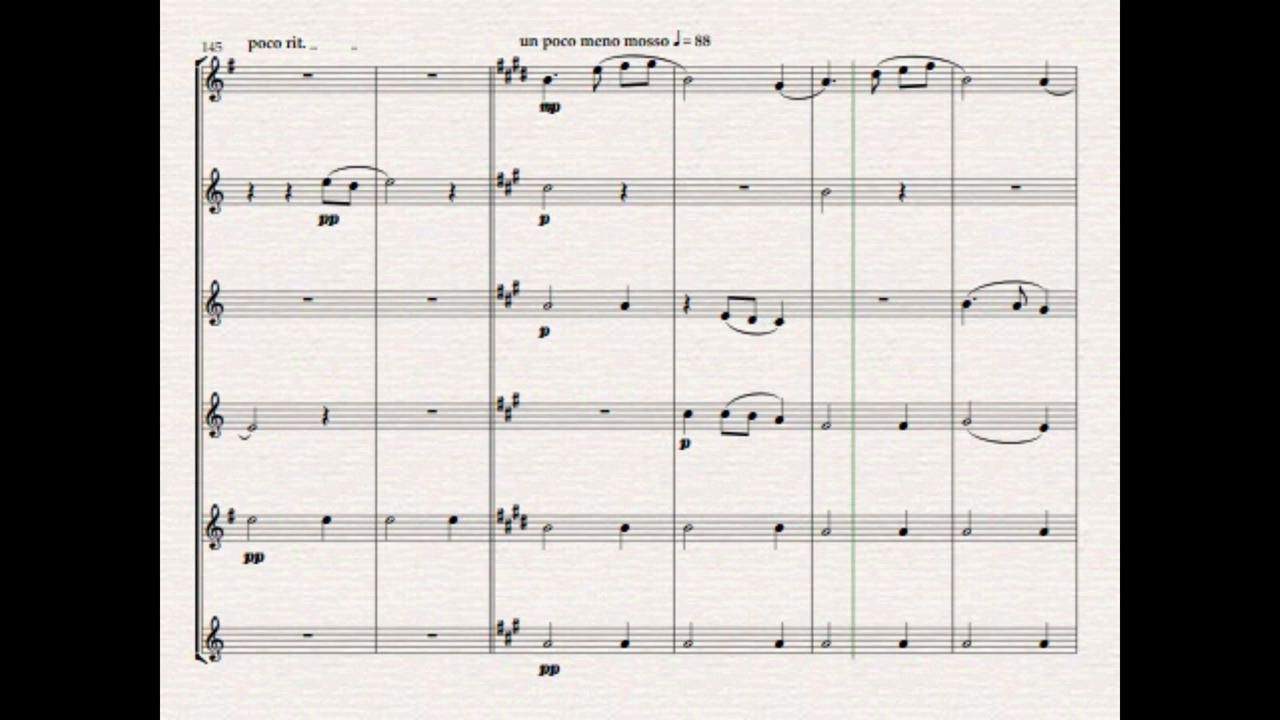 145 poco rit. _ _ un poco meno mosso ♩= 88
mp
pp p
p
p
pp
pp